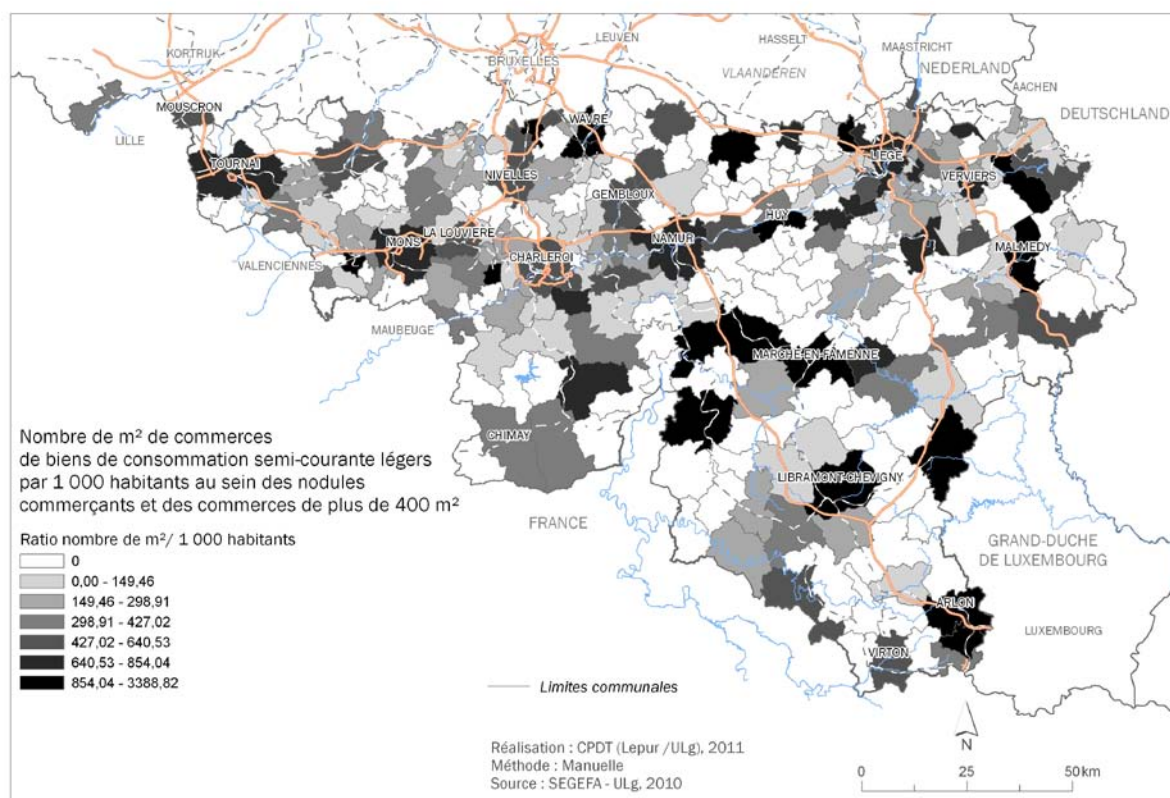 KORTRIJK
BRUXELLES
LEUVEN
HASSELT
MAASTRICHT
NEDERLAND
VLAANDEREN
AACHEN
DEUTSCHLAND
MOUSCRON
LILLE
WAVRE
TOURNAI
LIEGE
NIVELLES
VERVIERS
GEMBLOUX
HUY
LA LOUVIERE
MONS
NAMUR
MALMEDY
VALENCIENNES
CHARLEROI
MAUBEUGE
MARCHE-EN-FAMENNE
CHIMAY
LIBRAMONT-CHEVIGNY
FRANCE
GRAND-DUCHE
DE LUXEMBOURG
ARLON
LUXEMBOURG
VIRTON
Nombre de m² de commerces
de biens de consommation semi-courante légers
par 1 000 habitants au sein des nodules
commerçants et des commerces de plus de 400 m²
Ratio nombre de m²/ 1 000 habitants
0
0,00 - 149,46
149,46 - 298,91
298,91 - 427,02
427,02 - 640,53
640,53 - 854,04
854,04 - 3388,82
Limites communales
Réalisation : CPDT (Lepur /ULg), 2011
Méthode : Manuelle
Source : SEGEFA - ULg, 2010
N
0 25 50 km